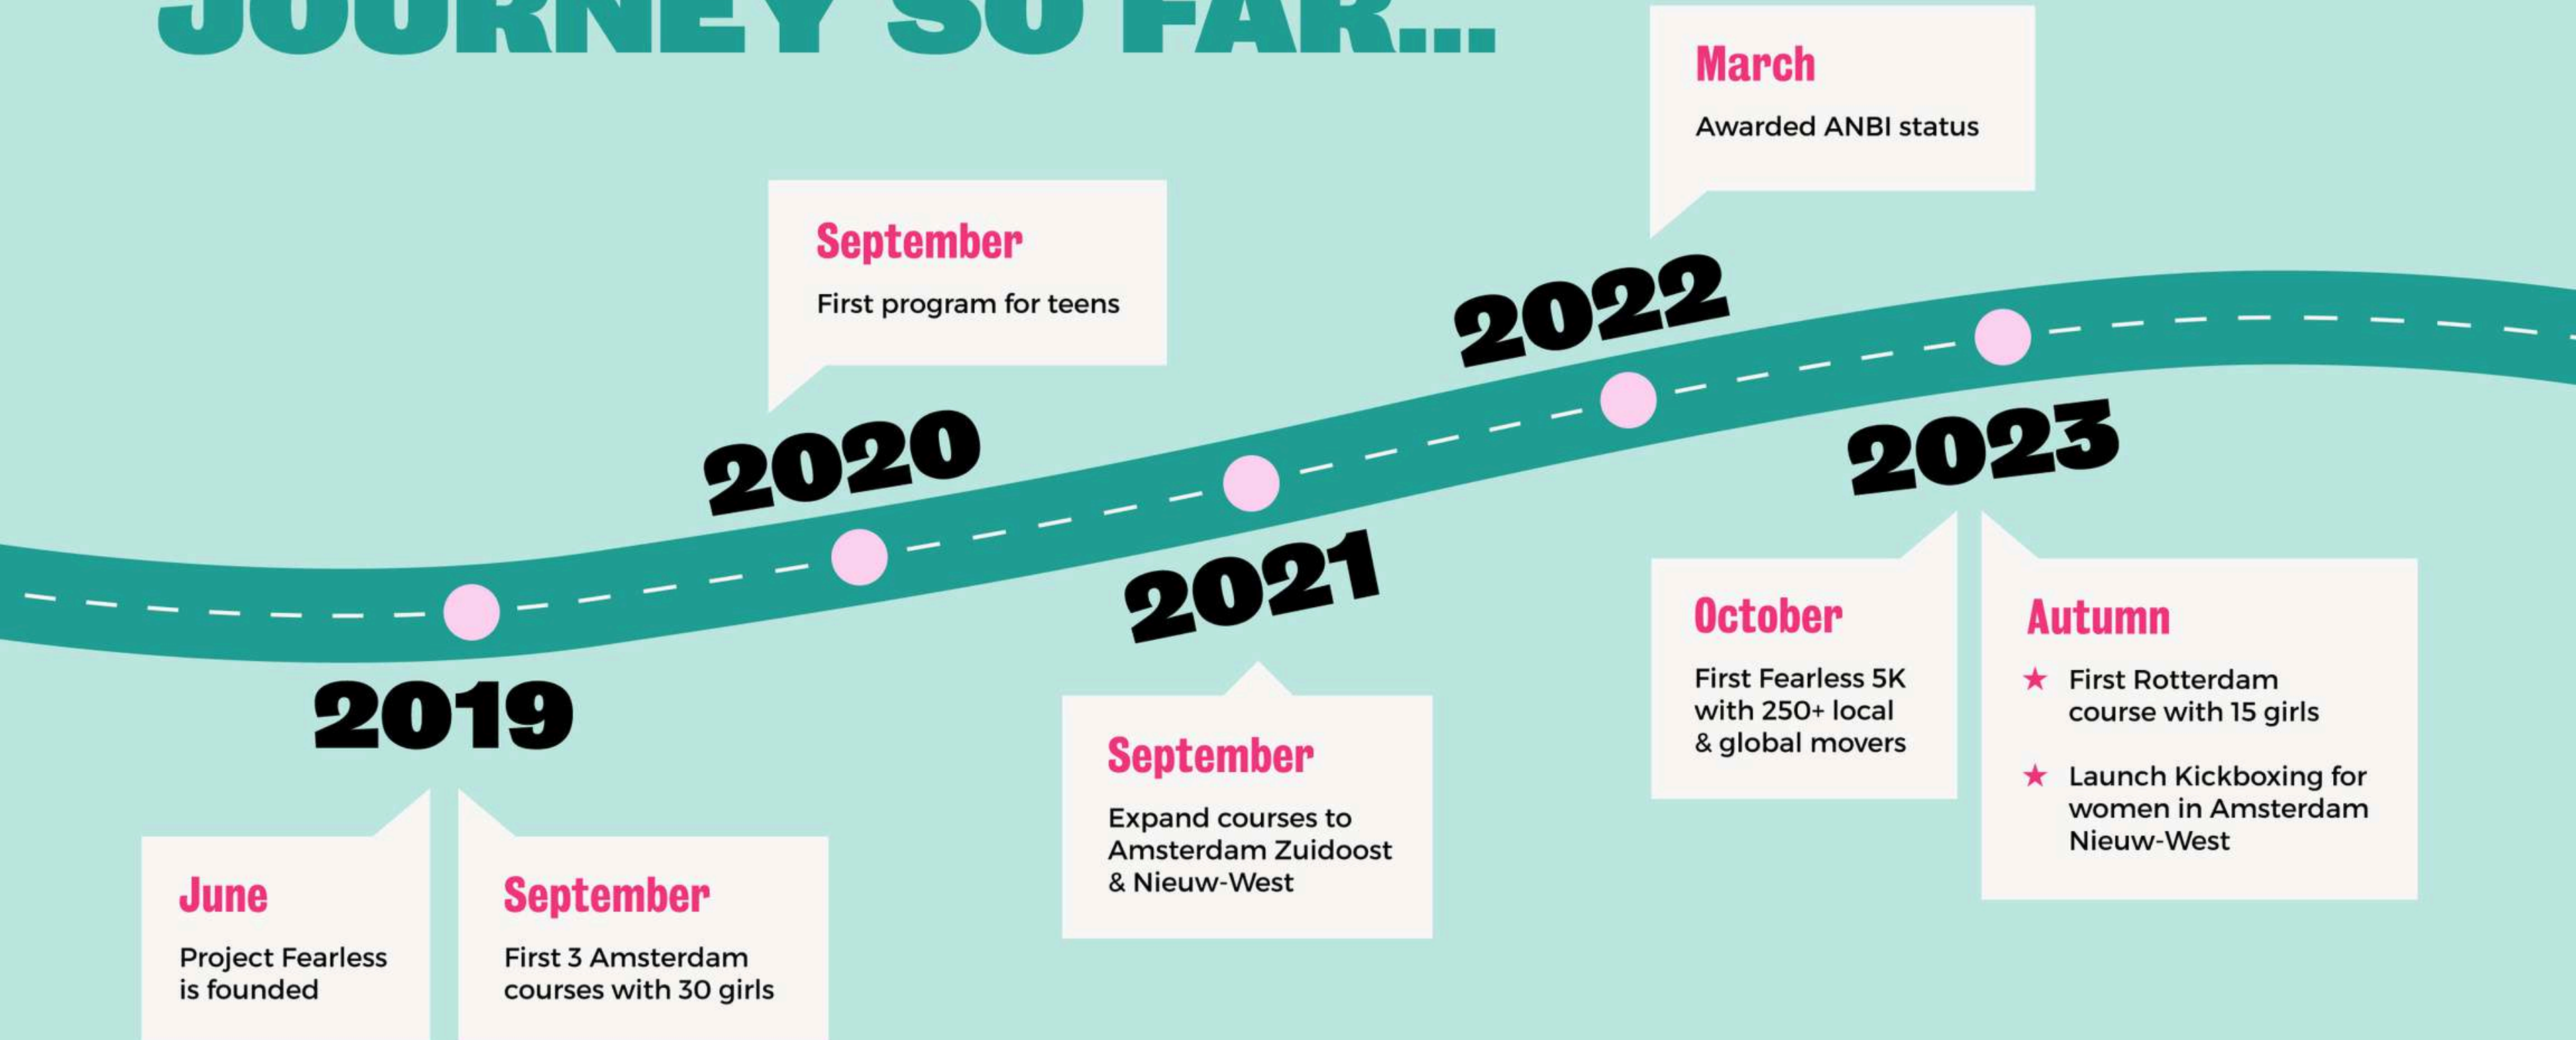 JOURNEY SO FAR...
March
Awarded ANBI status
September
First program for teens
2022
2020
2023
2021
2019
October
First Fearless 5K
with 250+ local
& global movers
Autumn
★ First Rotterdam
course with 15 girls
★ Launch Kickboxing for
women in Amsterdam
Nieuw-West
September
Expand courses to
Amsterdam Zuidoost
& Nieuw-West
June
Project Fearless
is founded
September
First 3 Amsterdam
courses with 30 girls